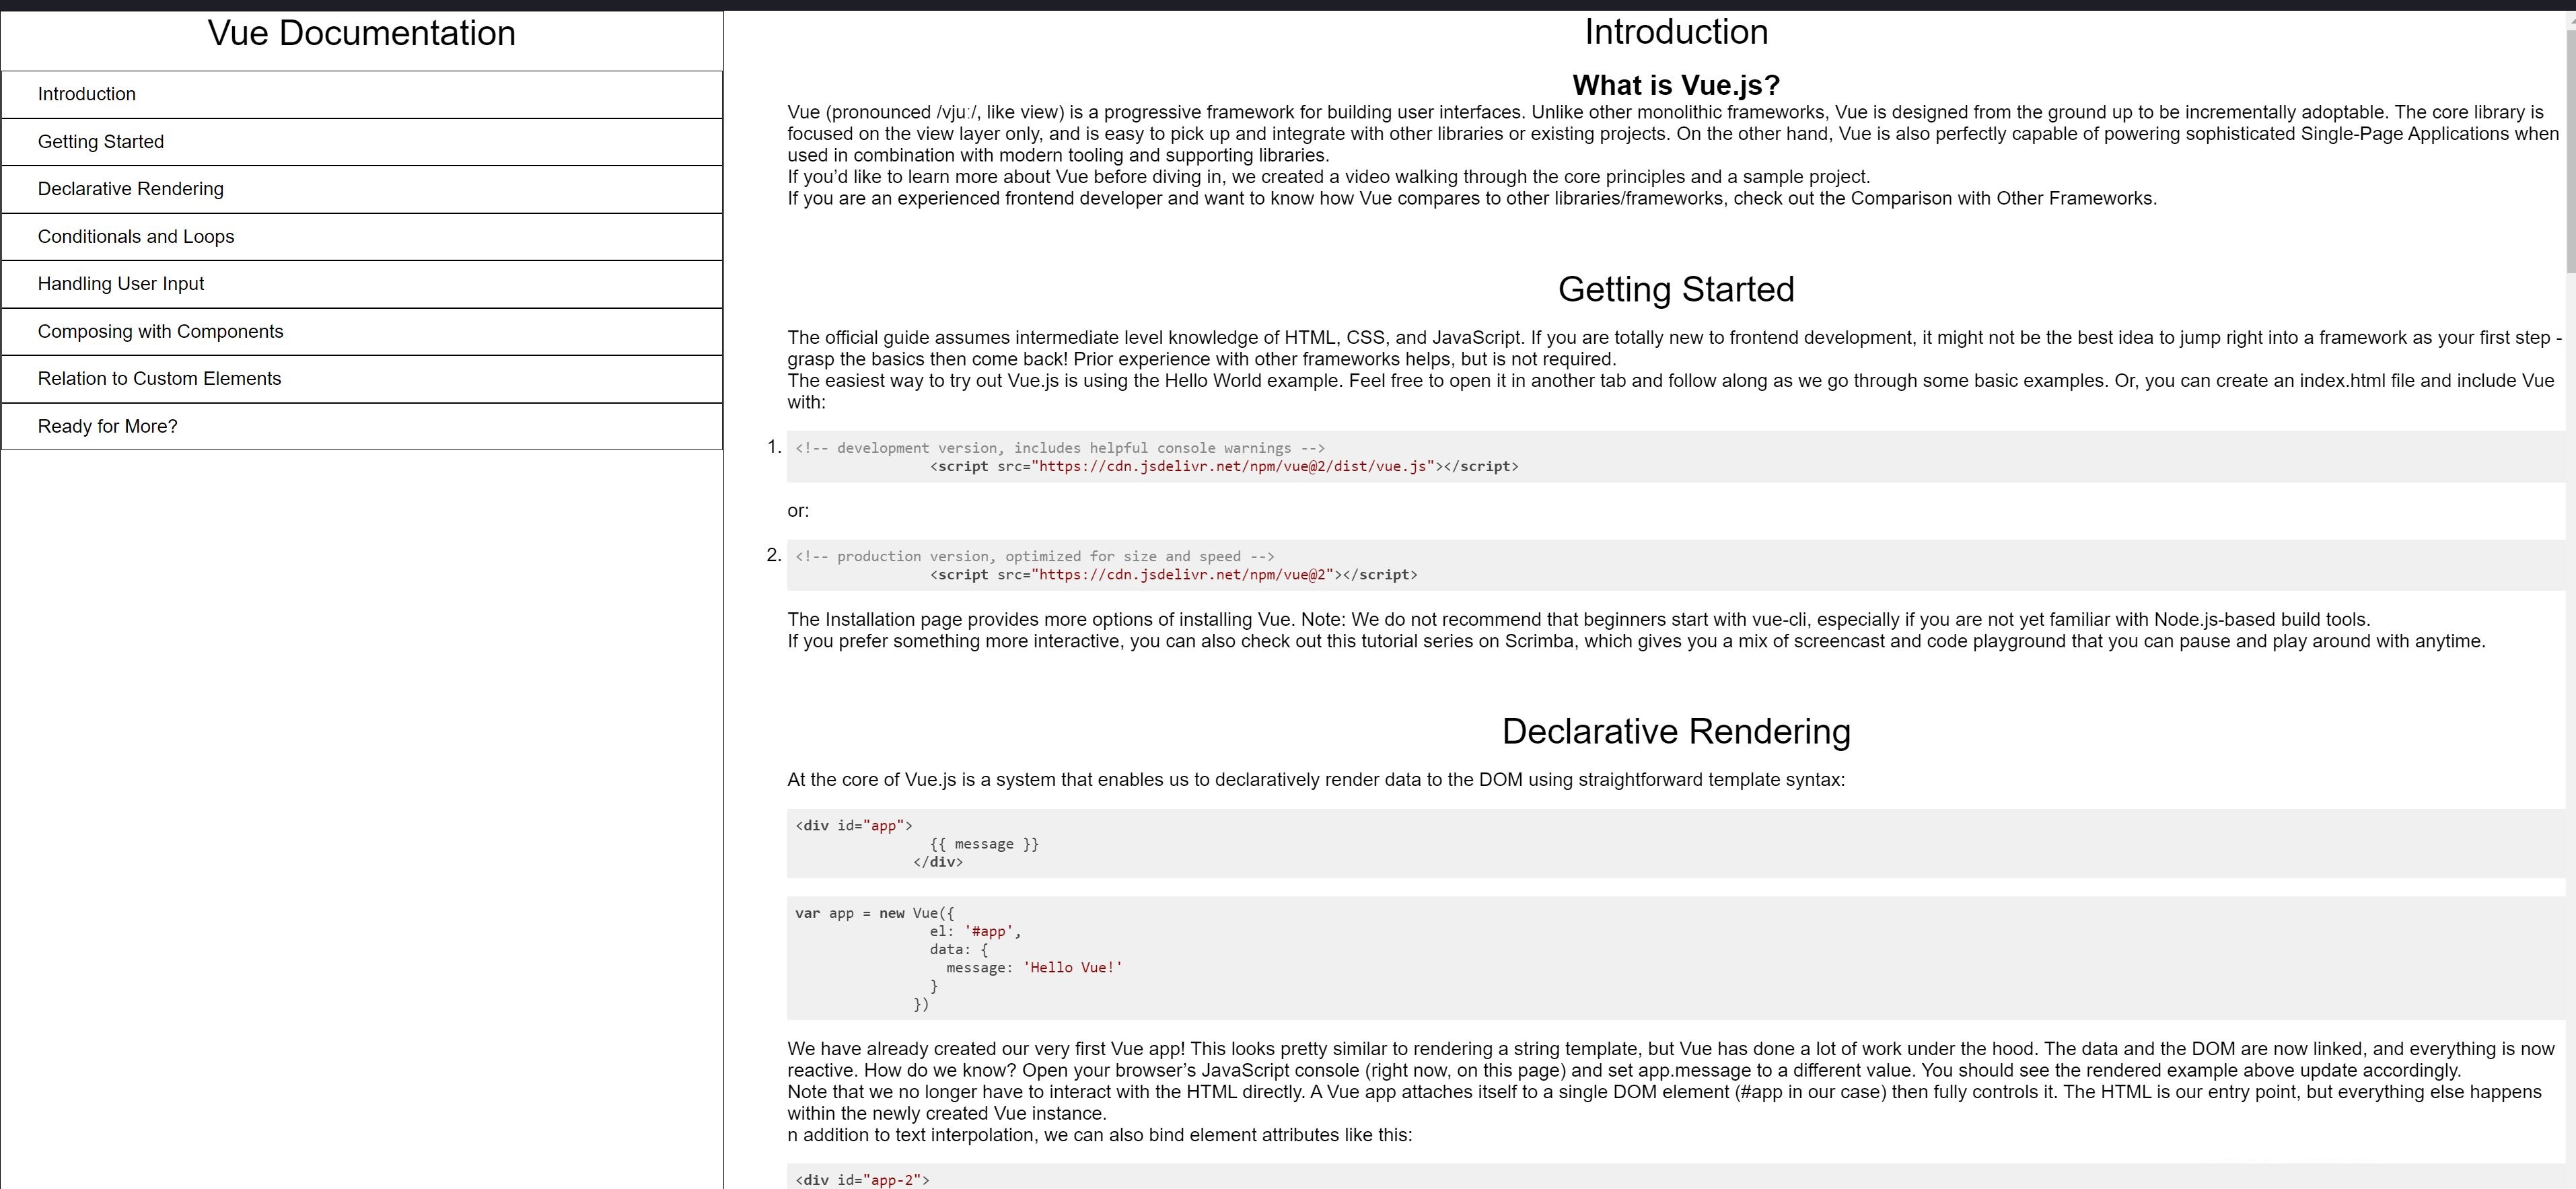 Vue Documentation
Introduction
Getting Started
Declarative Rendering
Conditionals and Loops
Handling User Input
Composing with Components
Relation to Custom Elements
Ready for More?
Introduction
What is Vue.js?
Vue (pronounced /vjuː/, like view) is a progressive framework for building user interfaces. Unlike other monolithic frameworks, Vue is designed from the ground up to be incrementally adoptable. The core library is
focused on the view layer only, and is easy to pick up and integrate with other libraries or existing projects. On the other hand, Vue is also perfectly capable of powering sophisticated Single-Page Applications when
used in combination with modern tooling and supporting libraries.
If you’d like to learn more about Vue before diving in, we created a video walking through the core principles and a sample project.
If you are an experienced frontend developer and want to know how Vue compares to other libraries/frameworks, check out the Comparison with Other Frameworks.
Getting Started
The official guide assumes intermediate level knowledge of HTML, CSS, and JavaScript. If you are totally new to frontend development, it might not be the best idea to jump right into a framework as your first step -
grasp the basics then come back! Prior experience with other frameworks helps, but is not required.
The easiest way to try out Vue.js is using the Hello World example. Feel free to open it in another tab and follow along as we go through some basic examples. Or, you can create an index.html file and include Vue
with:
1. <!-- development version, includes helpful console warnings -->
<script src="https://cdn.jsdelivr.net/npm/vue@2/dist/vue.js"></script>
or:
2. <!-- production version, optimized for size and speed -->
<script src="https://cdn.jsdelivr.net/npm/vue@2"></script>
The Installation page provides more options of installing Vue. Note: We do not recommend that beginners start with vue-cli, especially if you are not yet familiar with Node.js-based build tools.
If you prefer something more interactive, you can also check out this tutorial series on Scrimba, which gives you a mix of screencast and code playground that you can pause and play around with anytime.
Declarative Rendering
At the core of Vue.js is a system that enables us to declaratively render data to the DOM using straightforward template syntax:
<div id="app">
{{ message }}
</div>
var app = new Vue({
el: '#app',
data: {
message: 'Hello Vue!'
}
})
We have already created our very first Vue app! This looks pretty similar to rendering a string template, but Vue has done a lot of work under the hood. The data and the DOM are now linked, and everything is now
reactive. How do we know? Open your browser’s JavaScript console (right now, on this page) and set app.message to a different value. You should see the rendered example above update accordingly.
Note that we no longer have to interact with the HTML directly. A Vue app attaches itself to a single DOM element (#app in our case) then fully controls it. The HTML is our entry point, but everything else happens
within the newly created Vue instance.
n addition to text interpolation, we can also bind element attributes like this:
<div id="app-2">